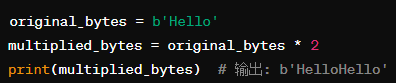 original_bytes = b'Hello'
multiplied_bytes = original_bytes * 2
print(multiplied_bytes)  # 输出: b'HelloHello'